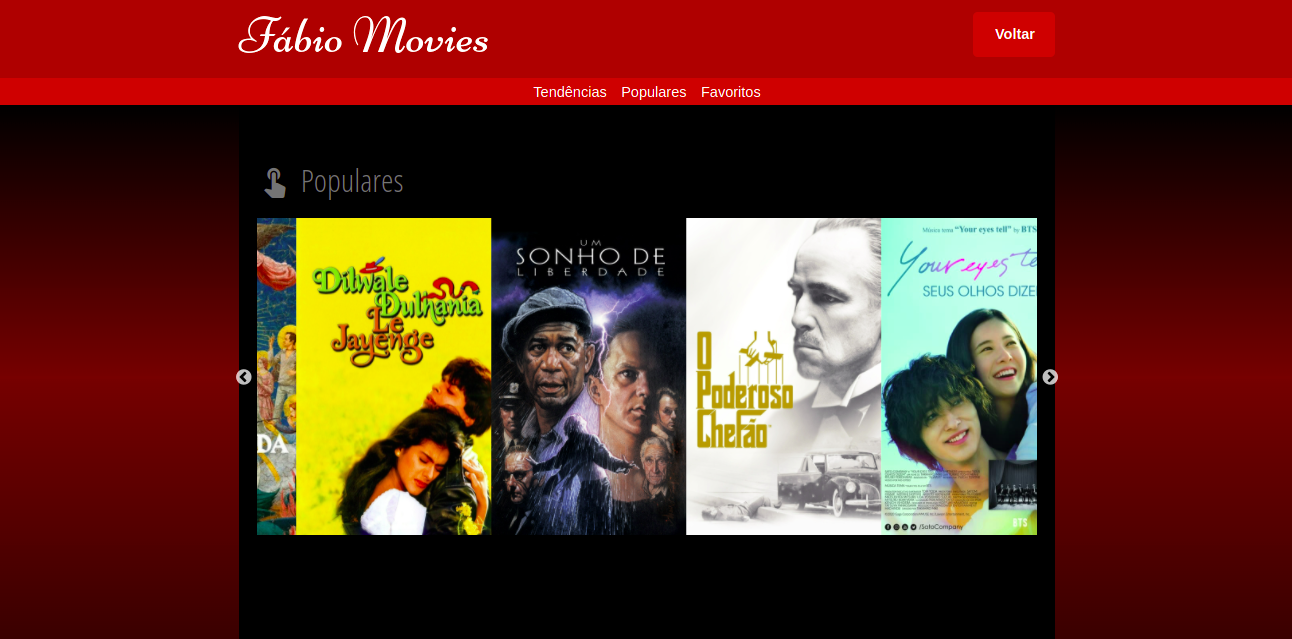 Fábio Movies
Voltar
Tendências Populares Favoritos
Populares
DA
Dilwale
Dulhania
Le
Jayenge
UM
SONHO DE
LIBERDADE
O
Poderoso
Chefão
Música tema "Your eyes tell" by BTS
Your eyes te
SEUS OLHOS DIZE
/SatoCompany
BTS